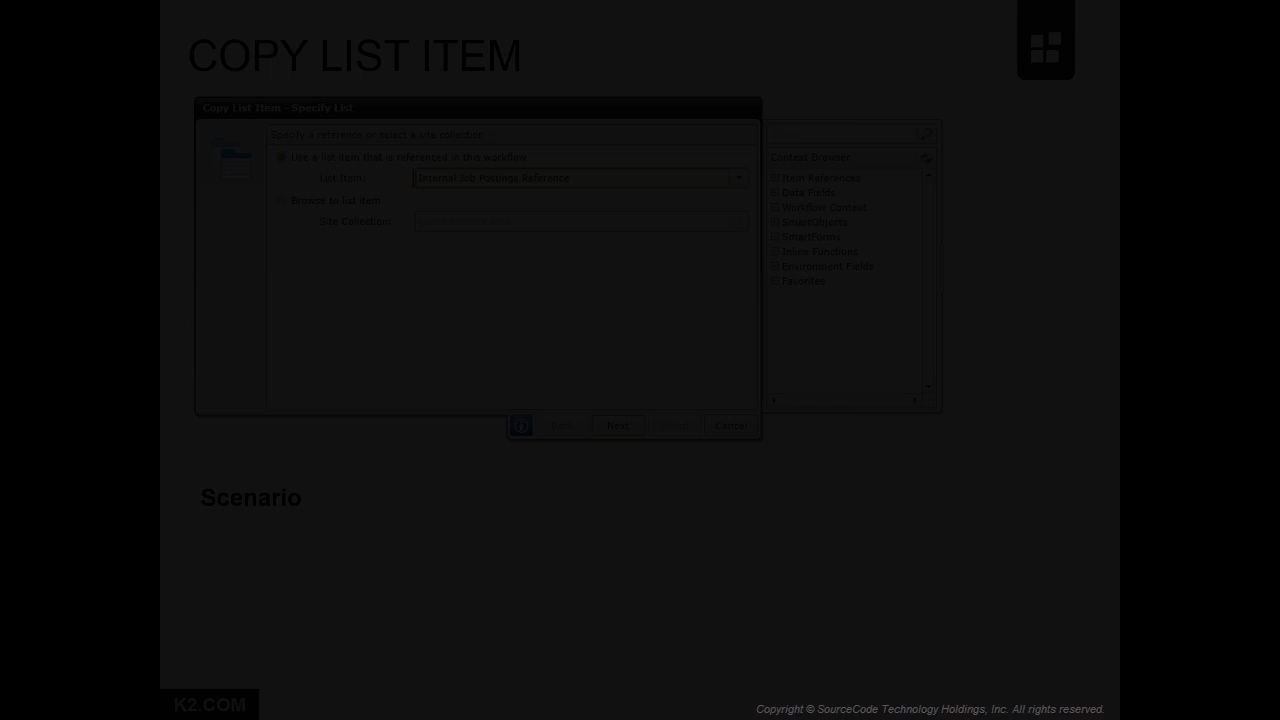 COPY LIST ITEM
Copy List Item - Specify List
Specify a reference or select a site collection
Use a list item that is referenced in this workflow
List Item:
Internal Job Postings Reference
Browse to list item
Site Collection:
Context Browser
Item References
Data Fields
Workflow Context
SmartObjects
SmartForms
Inline Functions
Environment Fields
Favorites
Next
Cancel
Scenario
K2.COM
Copyright © SourceCode Technology Holdings, Inc. All rights reserved.